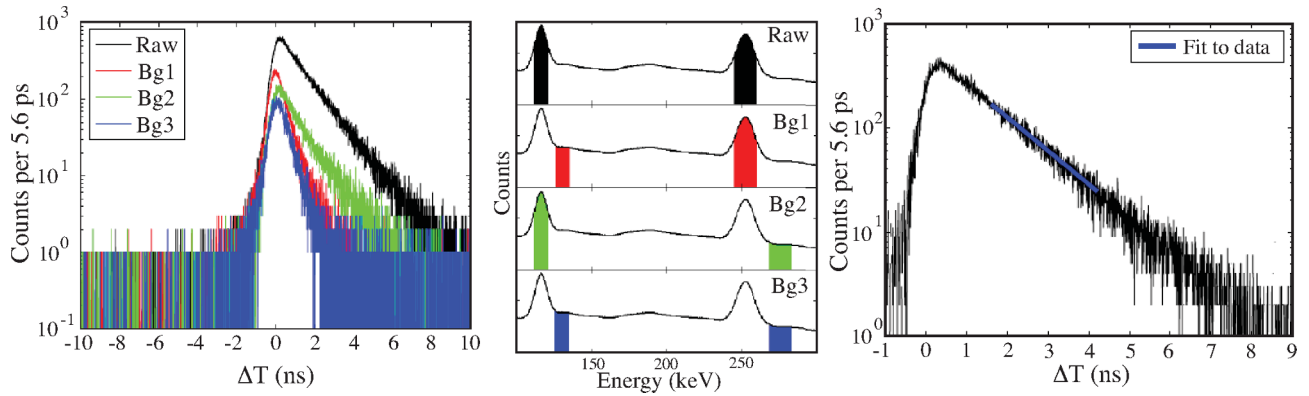 Counts per 5.6 ps
10³
10²
10¹
10⁰
10⁻¹
Raw
Bg1
Bg2
Bg3
-10 -8 -6 -4 -2 0 2 4 6 8 10
ΔT (ns)
Counts
Raw
Bg1
Bg2
Bg3
150 200 250
Energy (keV)
Counts per 5.6 ps
10³
10²
10¹
10⁰
Fit to data
-1 0 1 2 3 4 5 6 7 8 9
ΔT (ns)